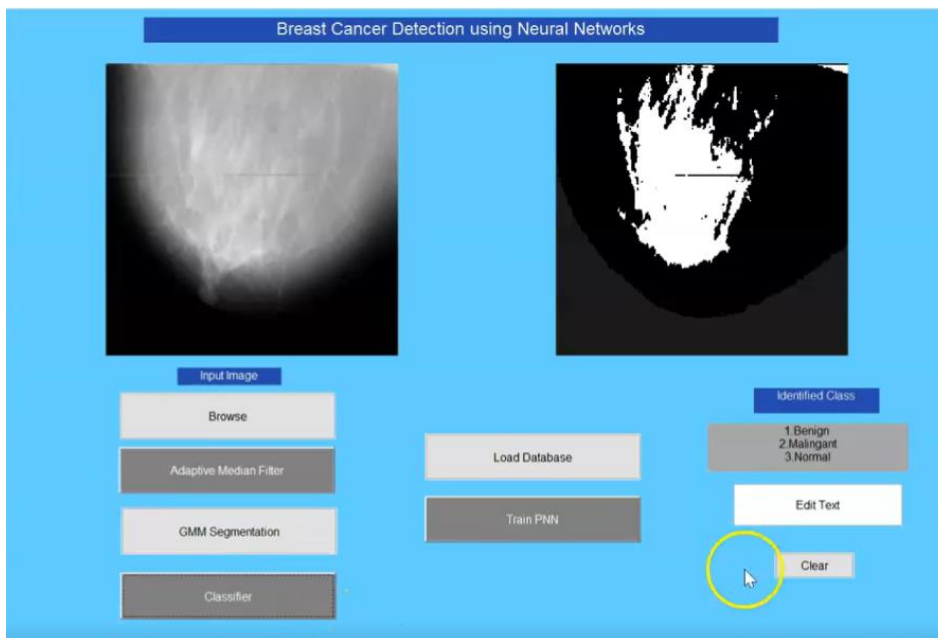 Breast Cancer Detection using Neural Networks
Input Image
Browse
Adaptive Median Filter
GMM Segmentation
Classifier
Load Database
Train PNN
Identified Class
1.Benign
2.Malingant
3.Normal
Edit Text
Clear